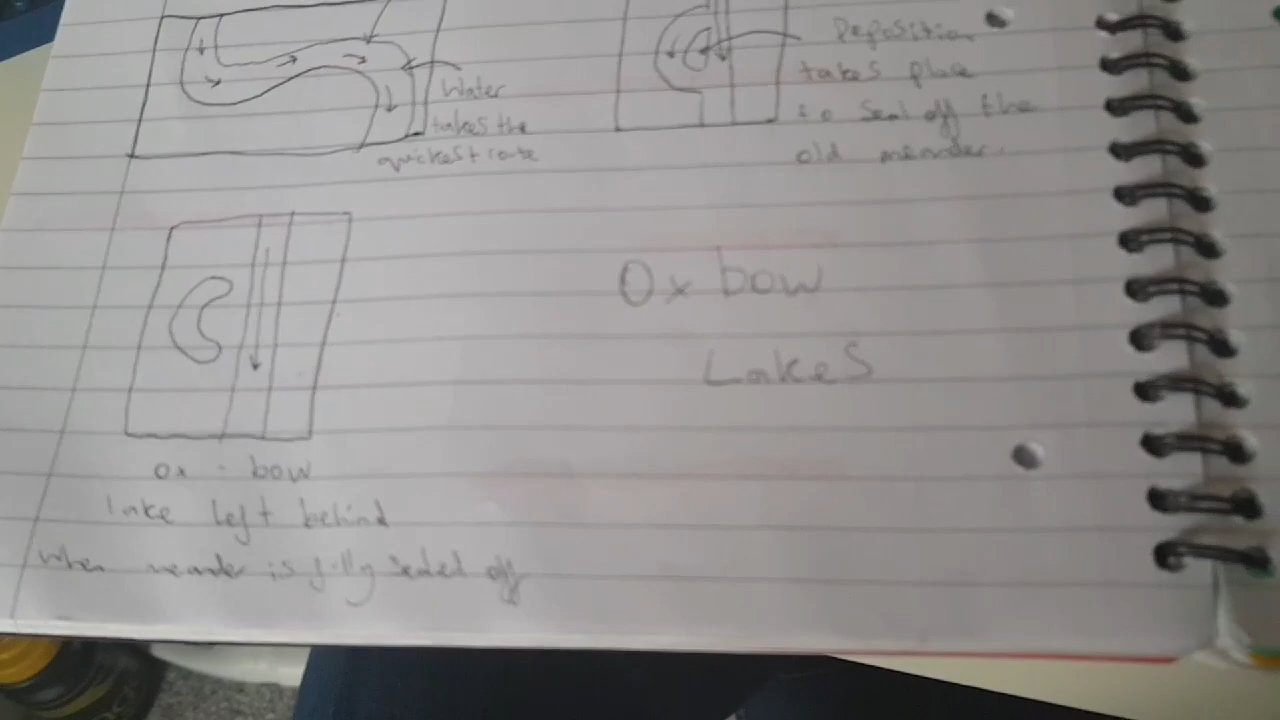 Water
takes the
quickest route
Deposition
takes place
to seal off the
old meander.
Ox bow
Lakes
ox - bow
lake left behind
when meander is fully sealed off